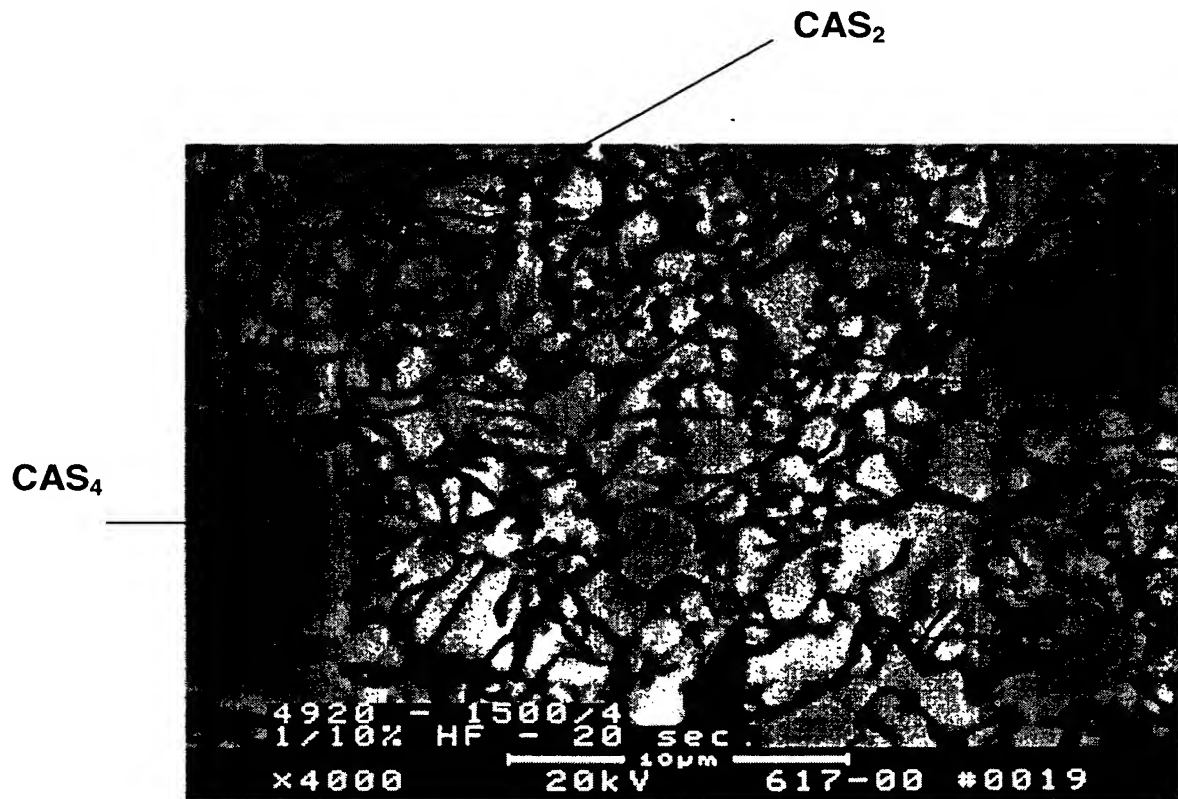 CAS₂
CAS₄
4920 - 1500/4
1/10% HF - 20 sec.
10μm
×4000 20kV 617-00 #0019